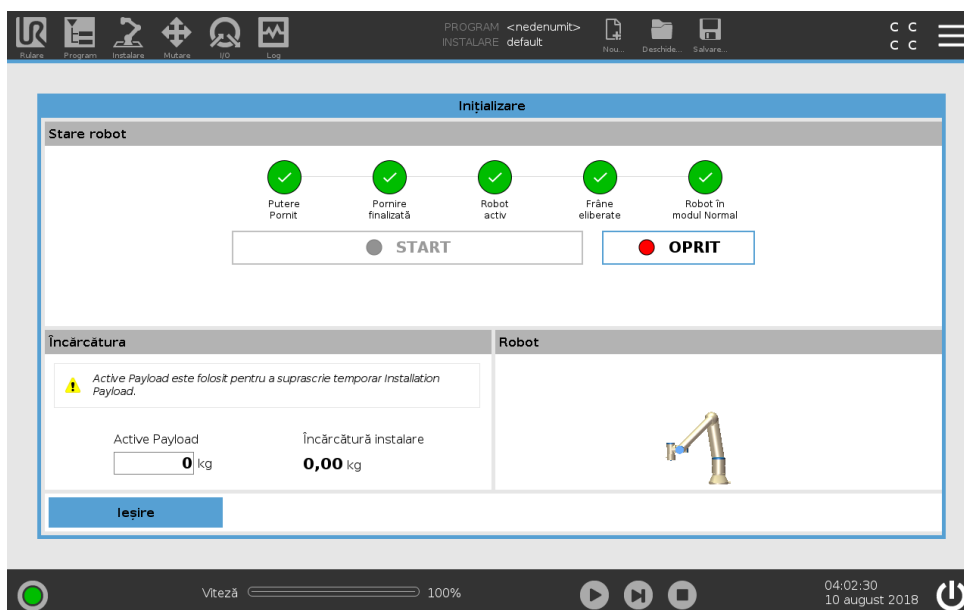 UR
PROGRAM <nedenumit>
INSTALARE default
C C
C C
Rulare Program Instalare Mutare I/O Log Nou... Deschide... Salvare...
Inițializare
Stare robot
Putere Pornit
Pornire finalizată
Robot activ
Frâne eliberate
Robot în modul Normal
START OPRIT
Încărcătura Robot
Active Payload este folosit pentru a suprascrie temporar Installation
Payload.
Active Payload Încărcătură instalare
0 kg 0,00 kg
Ieșire
Viteză 100%
04:02:30
10 august 2018